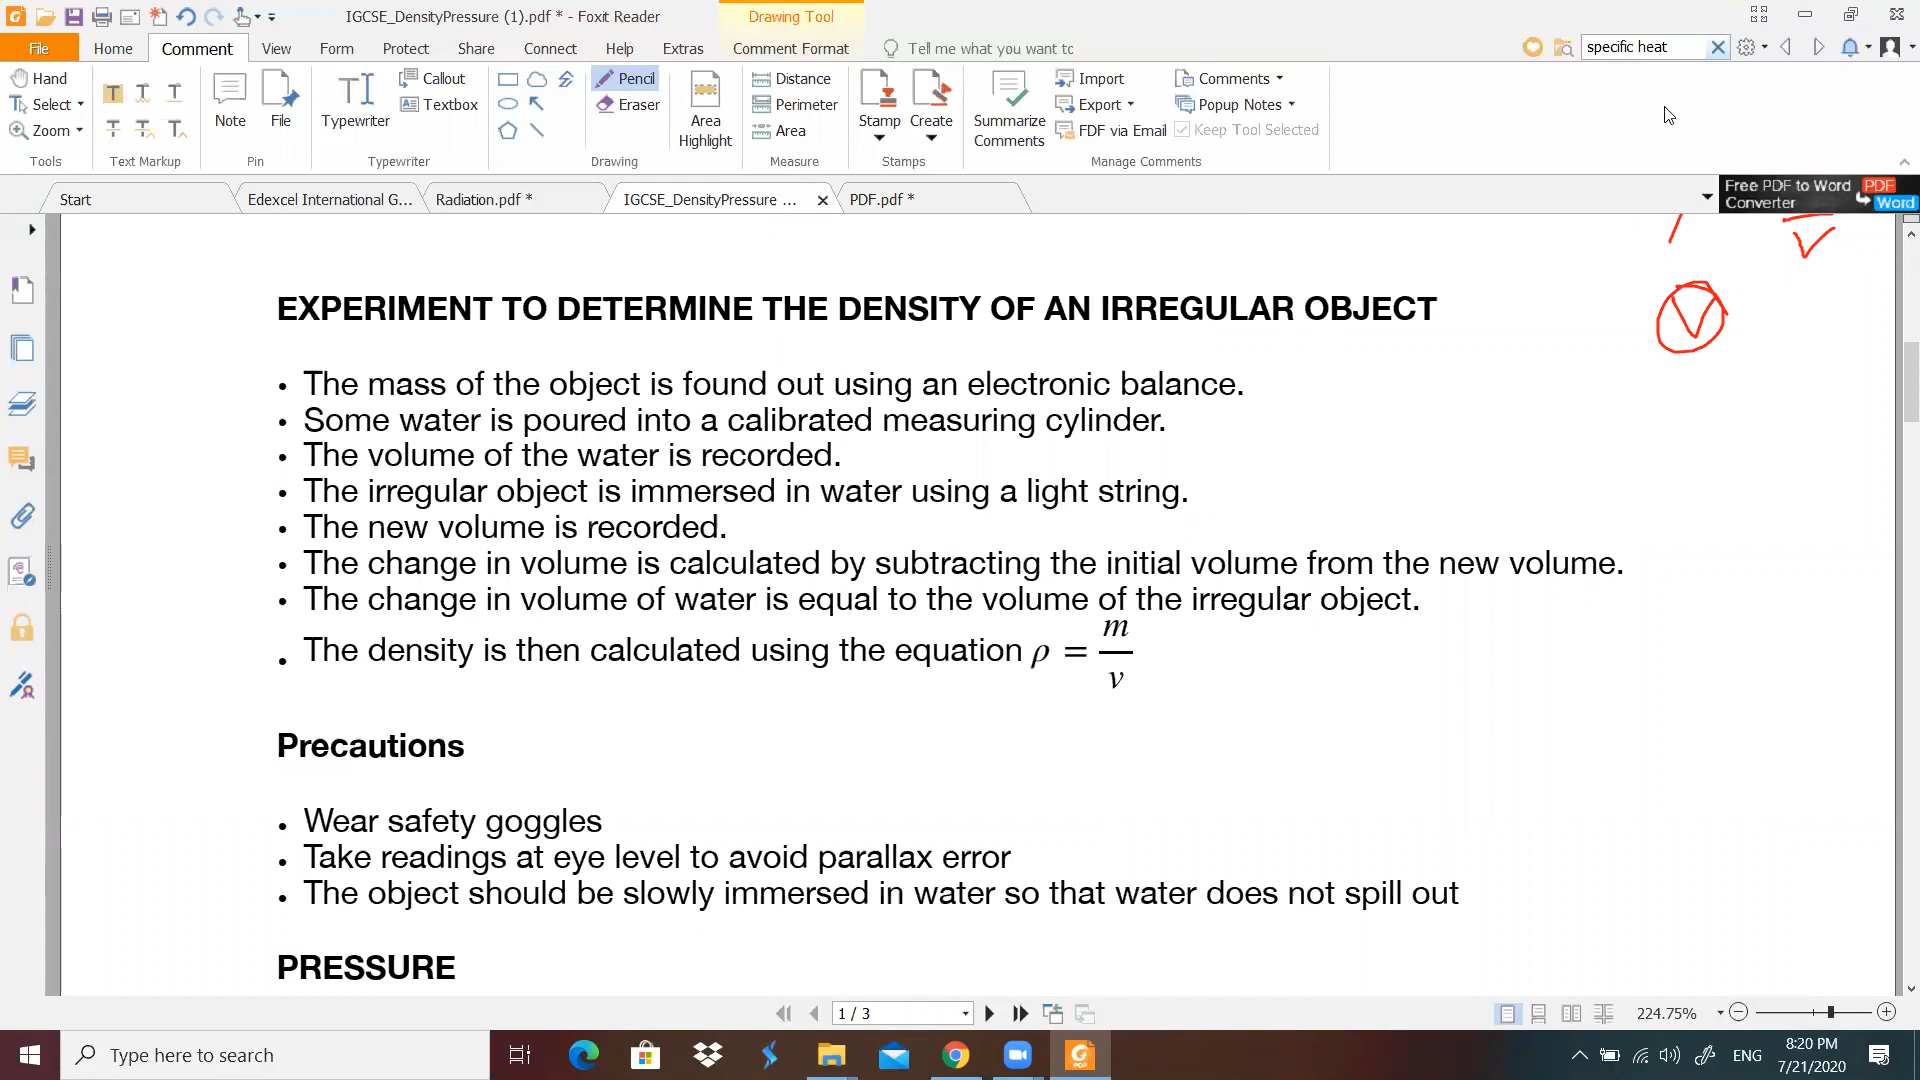 IGCSE_DensityPressure (1).pdf * - Foxit Reader
Drawing Tool
File Home Comment View Form Protect Share Connect Help Extras Comment Format Tell me what you want to specific heat
Hand
Select
Zoom
Tools
Text Markup
Note
File
Pin
Typewriter
Callout
Textbox
Typewriter
Pencil
Eraser
Area Highlight
Drawing
Distance
Perimeter
Area
Measure
Stamp
Create
Stamps
Summarize Comments
Import
Export
FDF via Email
Comments
Popup Notes
Keep Tool Selected
Manage Comments
Start Edexcel International G... Radiation.pdf * IGCSE_DensityPressure ... PDF.pdf *
Free PDF to Word Converter PDF Word
V
V
EXPERIMENT TO DETERMINE THE DENSITY OF AN IRREGULAR OBJECT
• The mass of the object is found out using an electronic balance.
• Some water is poured into a calibrated measuring cylinder.
• The volume of the water is recorded.
• The irregular object is immersed in water using a light string.
• The new volume is recorded.
• The change in volume is calculated by subtracting the initial volume from the new volume.
• The change in volume of water is equal to the volume of the irregular object.
• The density is then calculated using the equation ρ = m/v
Precautions
• Wear safety goggles
• Take readings at eye level to avoid parallax error
• The object should be slowly immersed in water so that water does not spill out
PRESSURE
1 / 3
224.75%
Type here to search
ENG
8:20 PM
7/21/2020